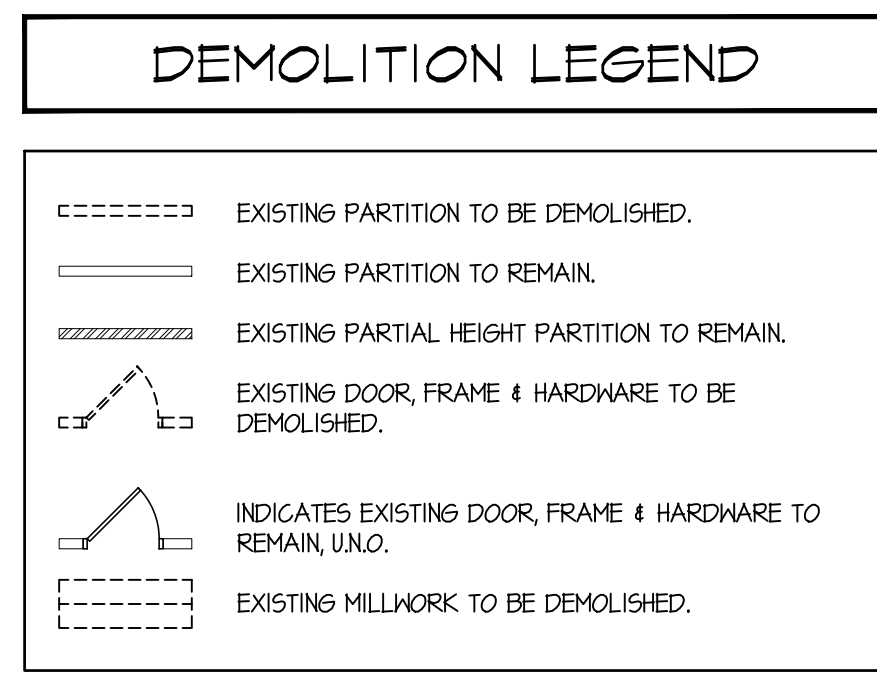 DEMOLITION LEGEND
EXISTING PARTITION TO BE DEMOLISHED.
EXISTING PARTITION TO REMAIN.
EXISTING PARTIAL HEIGHT PARTITION TO REMAIN.
EXISTING DOOR, FRAME & HARDWARE TO BE
DEMOLISHED.
INDICATES EXISTING DOOR, FRAME & HARDWARE TO
REMAIN, U.N.O.
EXISTING MILLWORK TO BE DEMOLISHED.